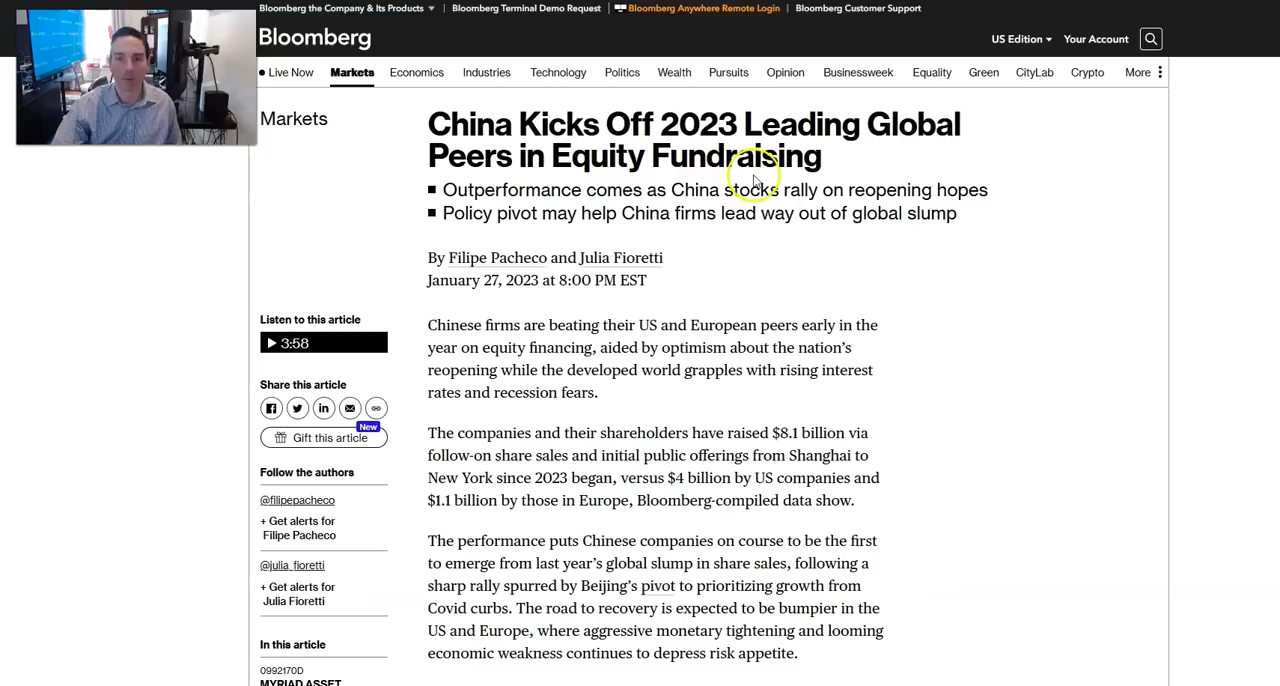 Bloomberg the Company & Its Products ▼ | Bloomberg Terminal Demo Request | Bloomberg Anywhere Remote Login | Bloomberg Customer Support
Bloomberg
US Edition ▾ Your Account
• Live Now Markets Economics Industries Technology Politics Wealth Pursuits Opinion Businessweek Equality Green CityLab Crypto More
Markets
China Kicks Off 2023 Leading Global
Peers in Equity Fundraising
■ Outperformance comes as China stocks rally on reopening hopes
■ Policy pivot may help China firms lead way out of global slump
By Filipe Pacheco and Julia Fioretti
January 27, 2023 at 8:00 PM EST
Listen to this article
3:58
Share this article
New
Gift this article
Follow the authors
@filipepacheco
+ Get alerts for
Filipe Pacheco
@julia_fioretti
+ Get alerts for
Julia Fioretti
In this article
0992170D
MYRIAD ASSET
Chinese firms are beating their US and European peers early in the
year on equity financing, aided by optimism about the nation's
reopening while the developed world grapples with rising interest
rates and recession fears.
The companies and their shareholders have raised $8.1 billion via
follow-on share sales and initial public offerings from Shanghai to
New York since 2023 began, versus $4 billion by US companies and
$1.1 billion by those in Europe, Bloomberg-compiled data show.
The performance puts Chinese companies on course to be the first
to emerge from last year's global slump in share sales, following a
sharp rally spurred by Beijing's pivot to prioritizing growth from
Covid curbs. The road to recovery is expected to be bumpier in the
US and Europe, where aggressive monetary tightening and looming
economic weakness continues to depress risk appetite.